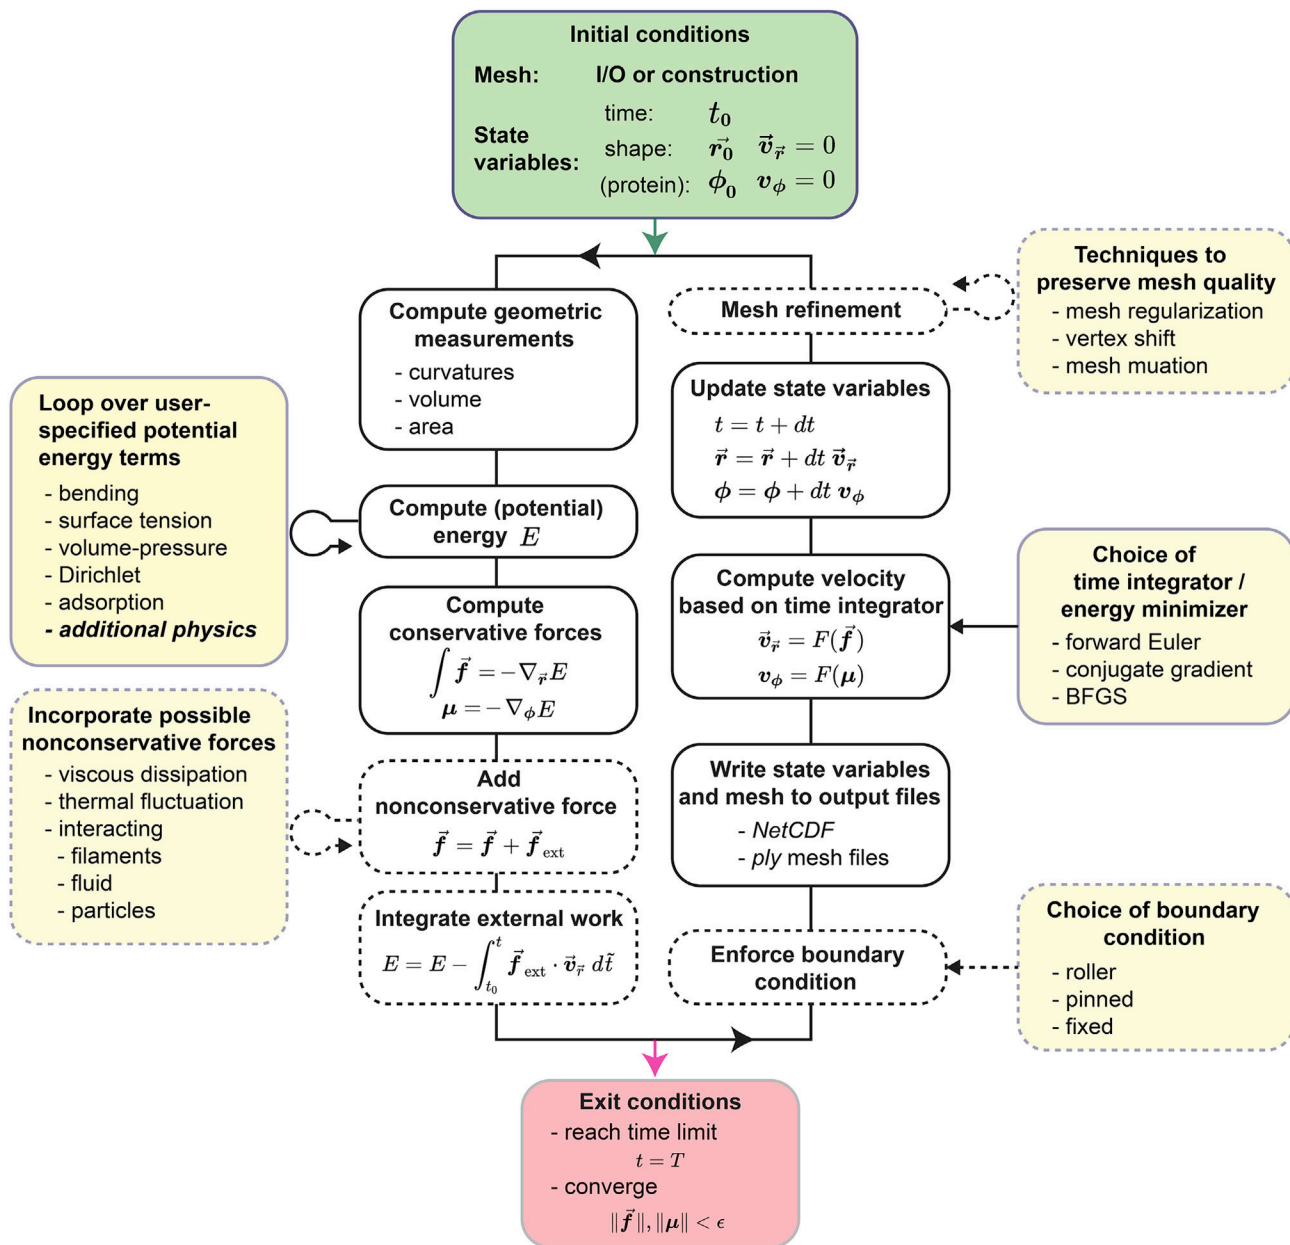 Initial conditions
Mesh: I/O or construction
State variables:
time: t₀
shape: r⃗₀ v⃗_r⃗ = 0
(protein): ϕ₀ v_ϕ = 0
Compute geometric
measurements
- curvatures
- volume
- area
Loop over user-
specified potential
energy terms
- bending
- surface tension
- volume-pressure
- Dirichlet
- adsorption
- additional physics
Compute (potential)
energy E
Compute
conservative forces
∫ f⃗ = −∇_r⃗ E
μ = −∇_ϕ E
Incorporate possible
nonconservative forces
- viscous dissipation
- thermal fluctuation
- interacting
- filaments
- fluid
- particles
Add
nonconservative force
f⃗ = f⃗ + f⃗_ext
Integrate external work
E = E − ∫_{t₀}^{t} f⃗_ext · v⃗_r⃗ dt̃
Mesh refinement
Techniques to
preserve mesh quality
- mesh regularization
- vertex shift
- mesh muation
Update state variables
t = t + dt
r⃗ = r⃗ + dt v⃗_r⃗
ϕ = ϕ + dt v_ϕ
Compute velocity
based on time integrator
v⃗_r⃗ = F(f⃗)
v_ϕ = F(μ)
Choice of
time integrator /
energy minimizer
- forward Euler
- conjugate gradient
- BFGS
Write state variables
and mesh to output files
- NetCDF
- ply mesh files
Enforce boundary
condition
Choice of boundary
condition
- roller
- pinned
- fixed
Exit conditions
- reach time limit
t = T
- converge
‖f⃗‖, ‖μ‖ < ϵ